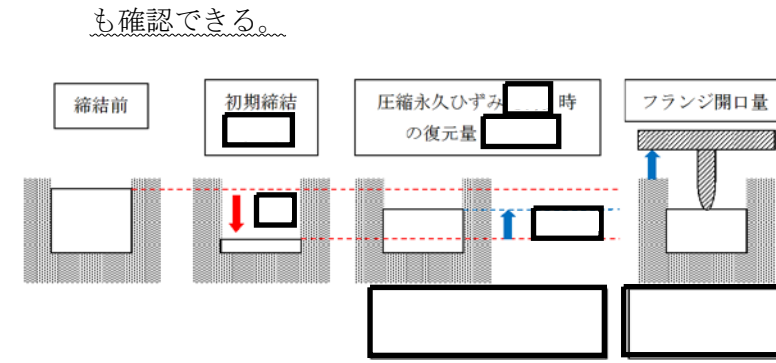 も確認できる。
締結前
初期締結
圧縮永久ひずみ 時
の復元量
フランジ開口量